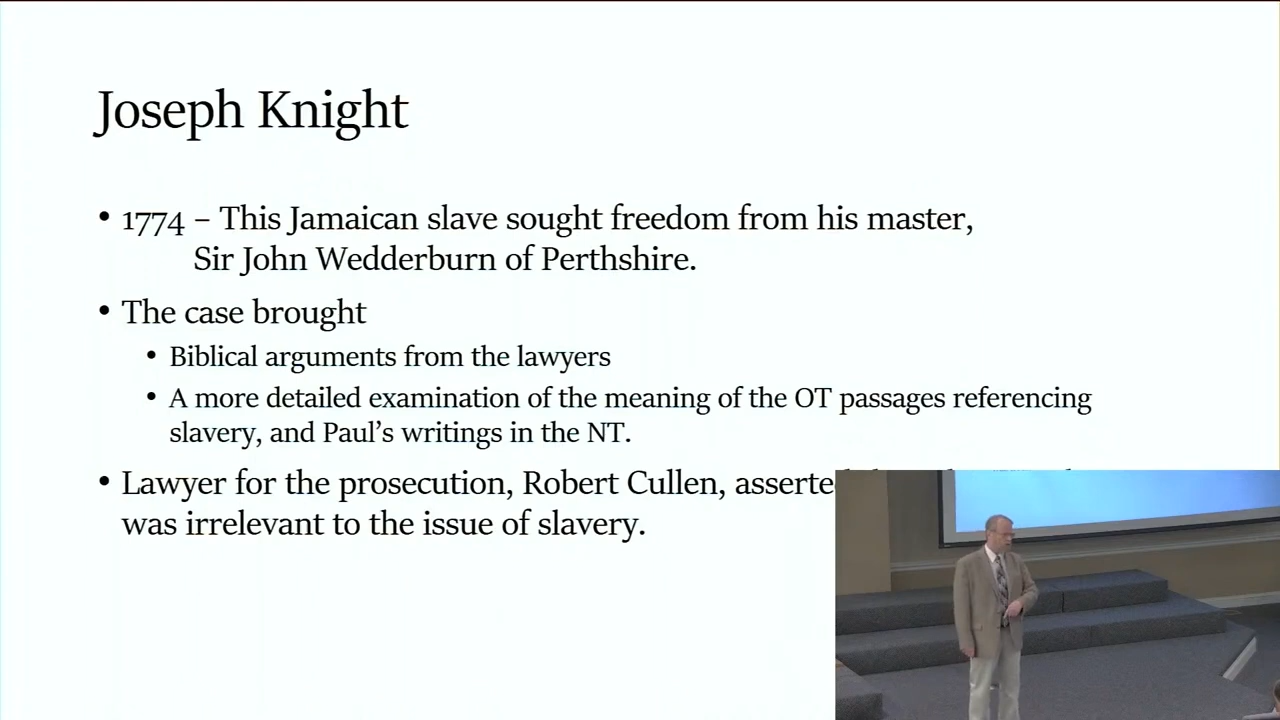 Joseph Knight
• 1774 – This Jamaican slave sought freedom from his master,
Sir John Wedderburn of Perthshire.
• The case brought
• Biblical arguments from the lawyers
• A more detailed examination of the meaning of the OT passages referencing
slavery, and Paul’s writings in the NT.
• Lawyer for the prosecution, Robert Cullen,
was irrelevant to the issue of slavery.